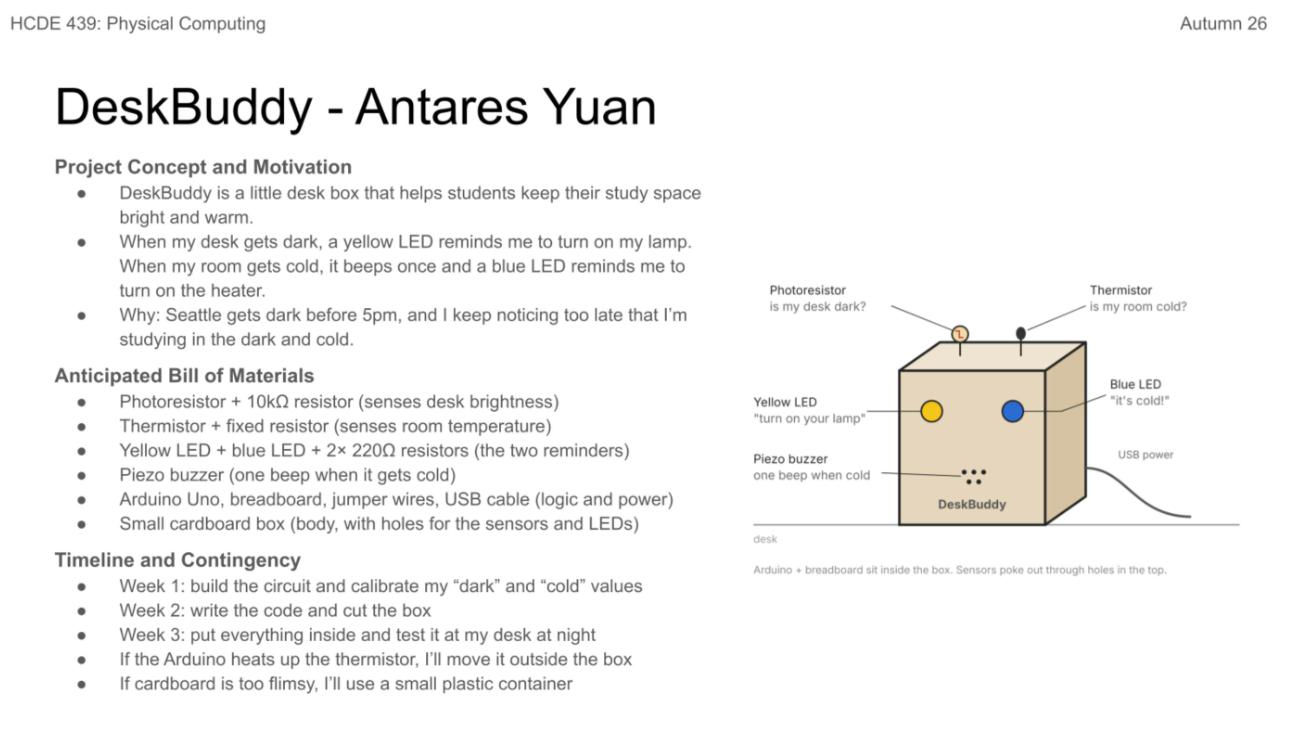 HCDE 439: Physical Computing
Autumn 26
DeskBuddy - Antares Yuan
Project Concept and Motivation
● DeskBuddy is a little desk box that helps students keep their study space
bright and warm.
● When my desk gets dark, a yellow LED reminds me to turn on my lamp.
When my room gets cold, it beeps once and a blue LED reminds me to
turn on the heater.
● Why: Seattle gets dark before 5pm, and I keep noticing too late that I’m
studying in the dark and cold.
Anticipated Bill of Materials
● Photoresistor + 10kΩ resistor (senses desk brightness)
● Thermistor + fixed resistor (senses room temperature)
● Yellow LED + blue LED + 2× 220Ω resistors (the two reminders)
● Piezo buzzer (one beep when it gets cold)
● Arduino Uno, breadboard, jumper wires, USB cable (logic and power)
● Small cardboard box (body, with holes for the sensors and LEDs)
Timeline and Contingency
● Week 1: build the circuit and calibrate my “dark” and “cold” values
● Week 2: write the code and cut the box
● Week 3: put everything inside and test it at my desk at night
● If the Arduino heats up the thermistor, I’ll move it outside the box
● If cardboard is too flimsy, I’ll use a small plastic container
Photoresistor
is my desk dark?
Thermistor
is my room cold?
Yellow LED
"turn on your lamp"
Blue LED
"it's cold!"
Piezo buzzer
one beep when cold
USB power
DeskBuddy
desk
Arduino + breadboard sit inside the box. Sensors poke out through holes in the top.